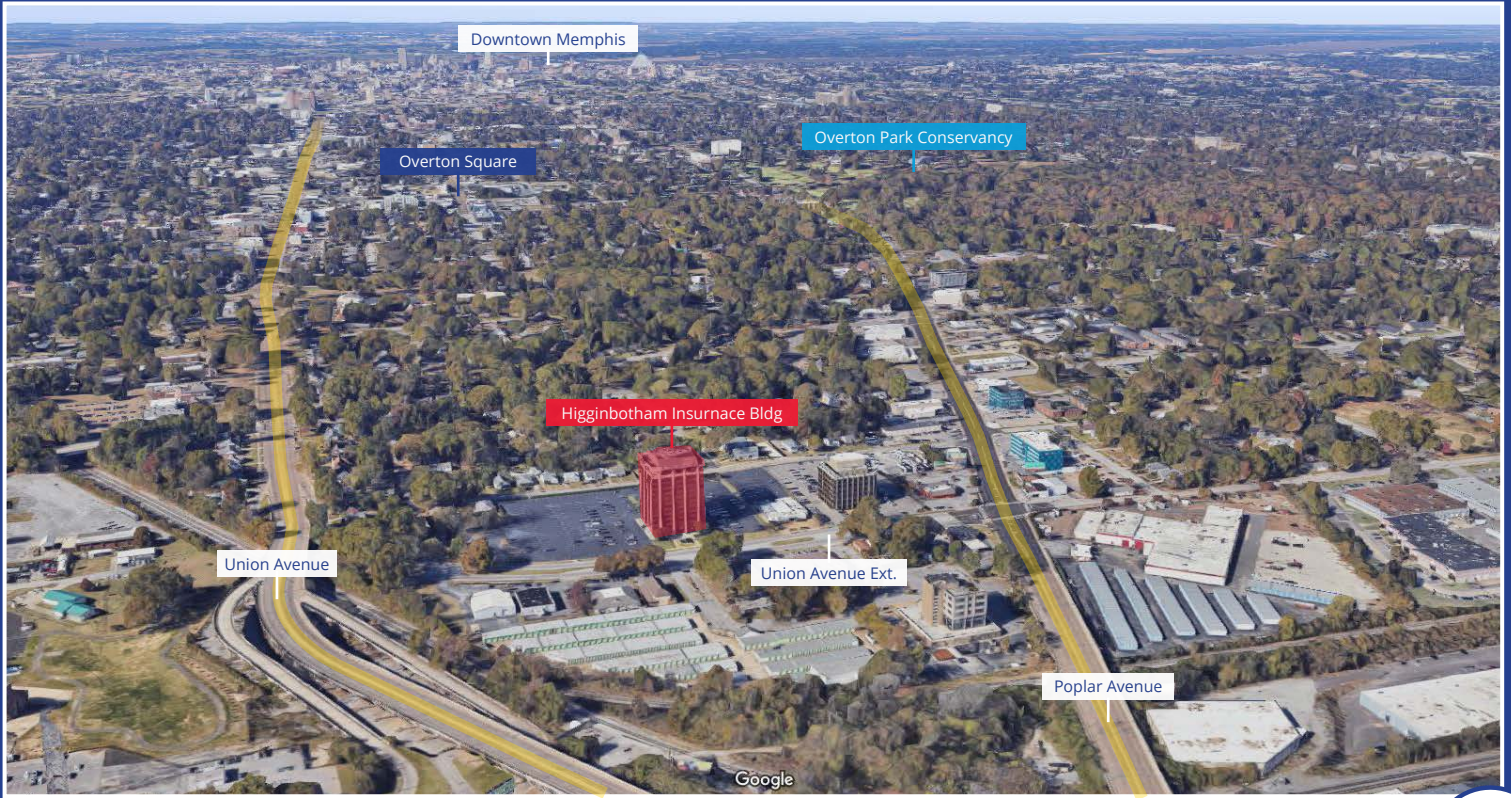 Downtown Memphis
Overton Park Conservancy
Overton Square
Higginbotham Insurnace Bldg
Union Avenue
Union Avenue Ext.
Poplar Avenue
Google